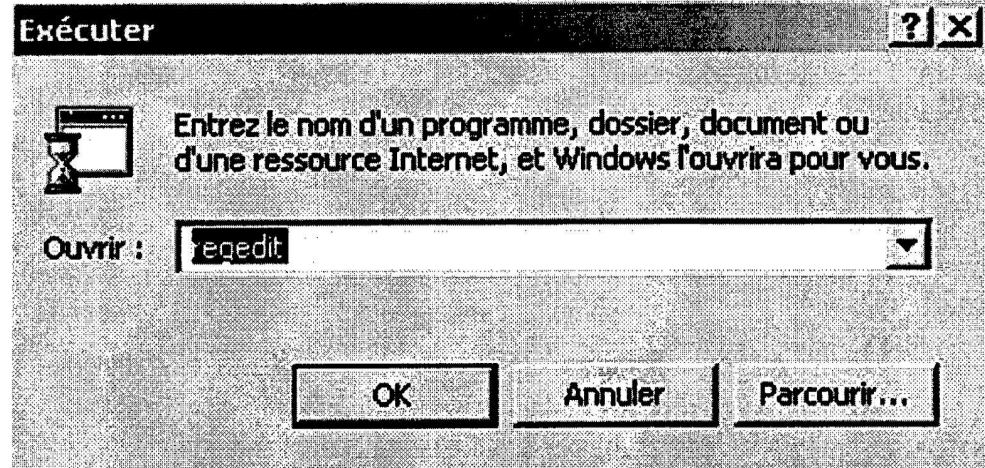 Exécuter
Entrez le nom d'un programme, dossier, document ou
d'une ressource Internet, et Windows l'ouvrira pour vous.
Ouvrir : regedit
OK Annuler Parcourir...